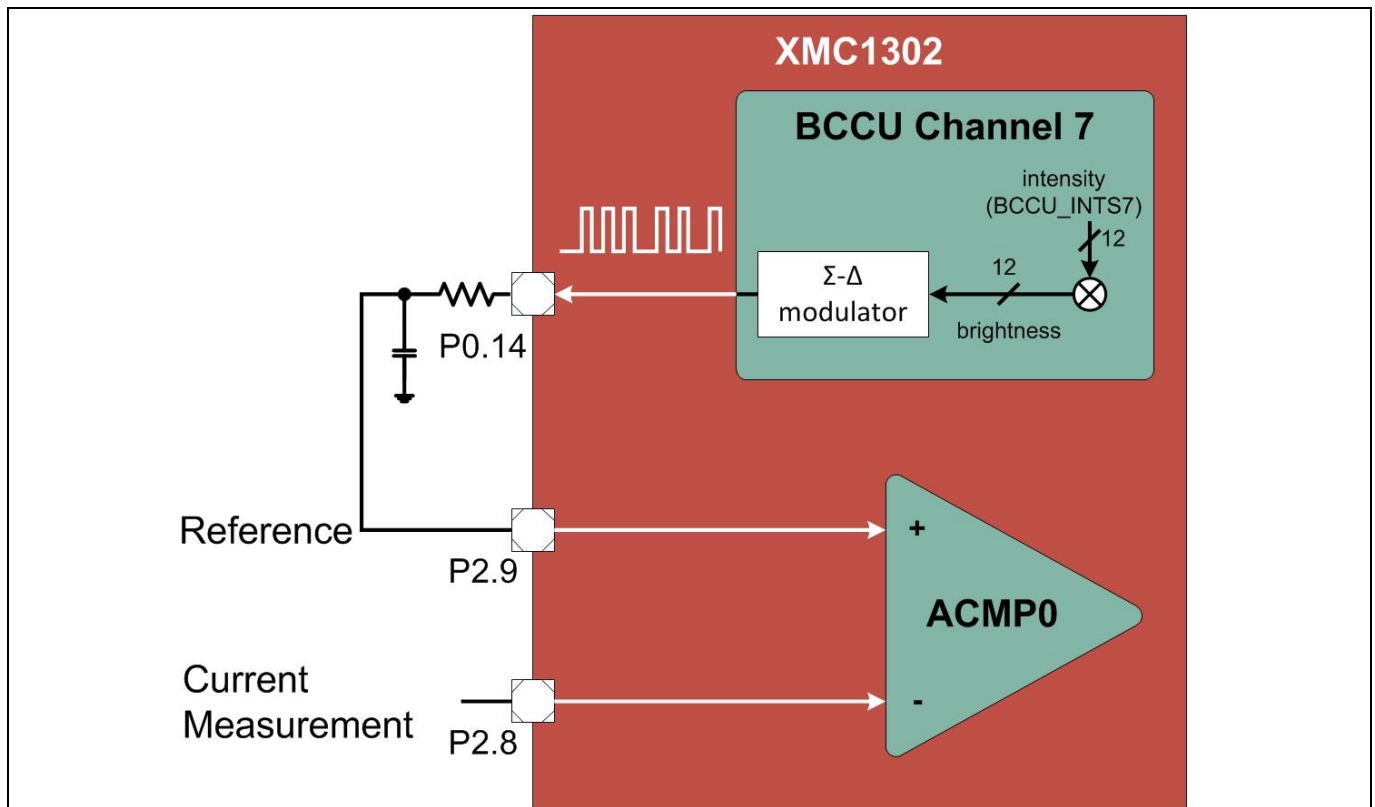 XMC1302
BCCU Channel 7
intensity
(BCCU_INTS7)
12
12
Σ-Δ
modulator
brightness
P0.14
Reference
P2.9
+
ACMP0
Current
Measurement
P2.8
-